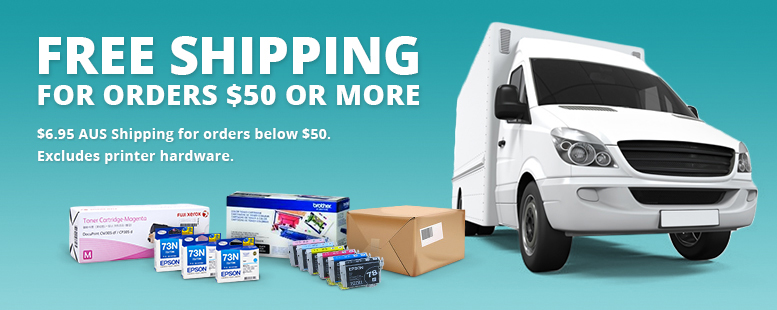 FREE SHIPPING
FOR ORDERS $50 OR MORE
$6.95 AUS Shipping for orders below $50.
Excludes printer hardware.
FUJI XEROX
Toner Cartridge-Magenta
M
brother
73N
EPSON
73N
EPSON
73N
EPSON
EPSON